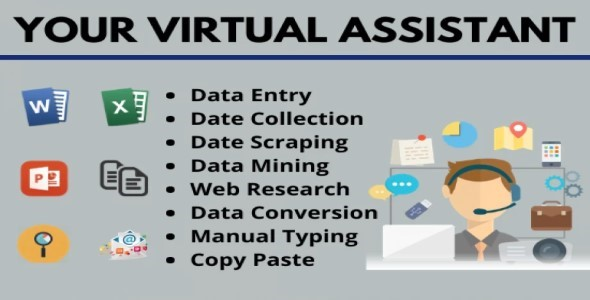 YOUR VIRTUAL ASSISTANT
W
X
P
• Data Entry
• Date Collection
• Date Scraping
• Data Mining
• Web Research
• Data Conversion
• Manual Typing
• Copy Paste